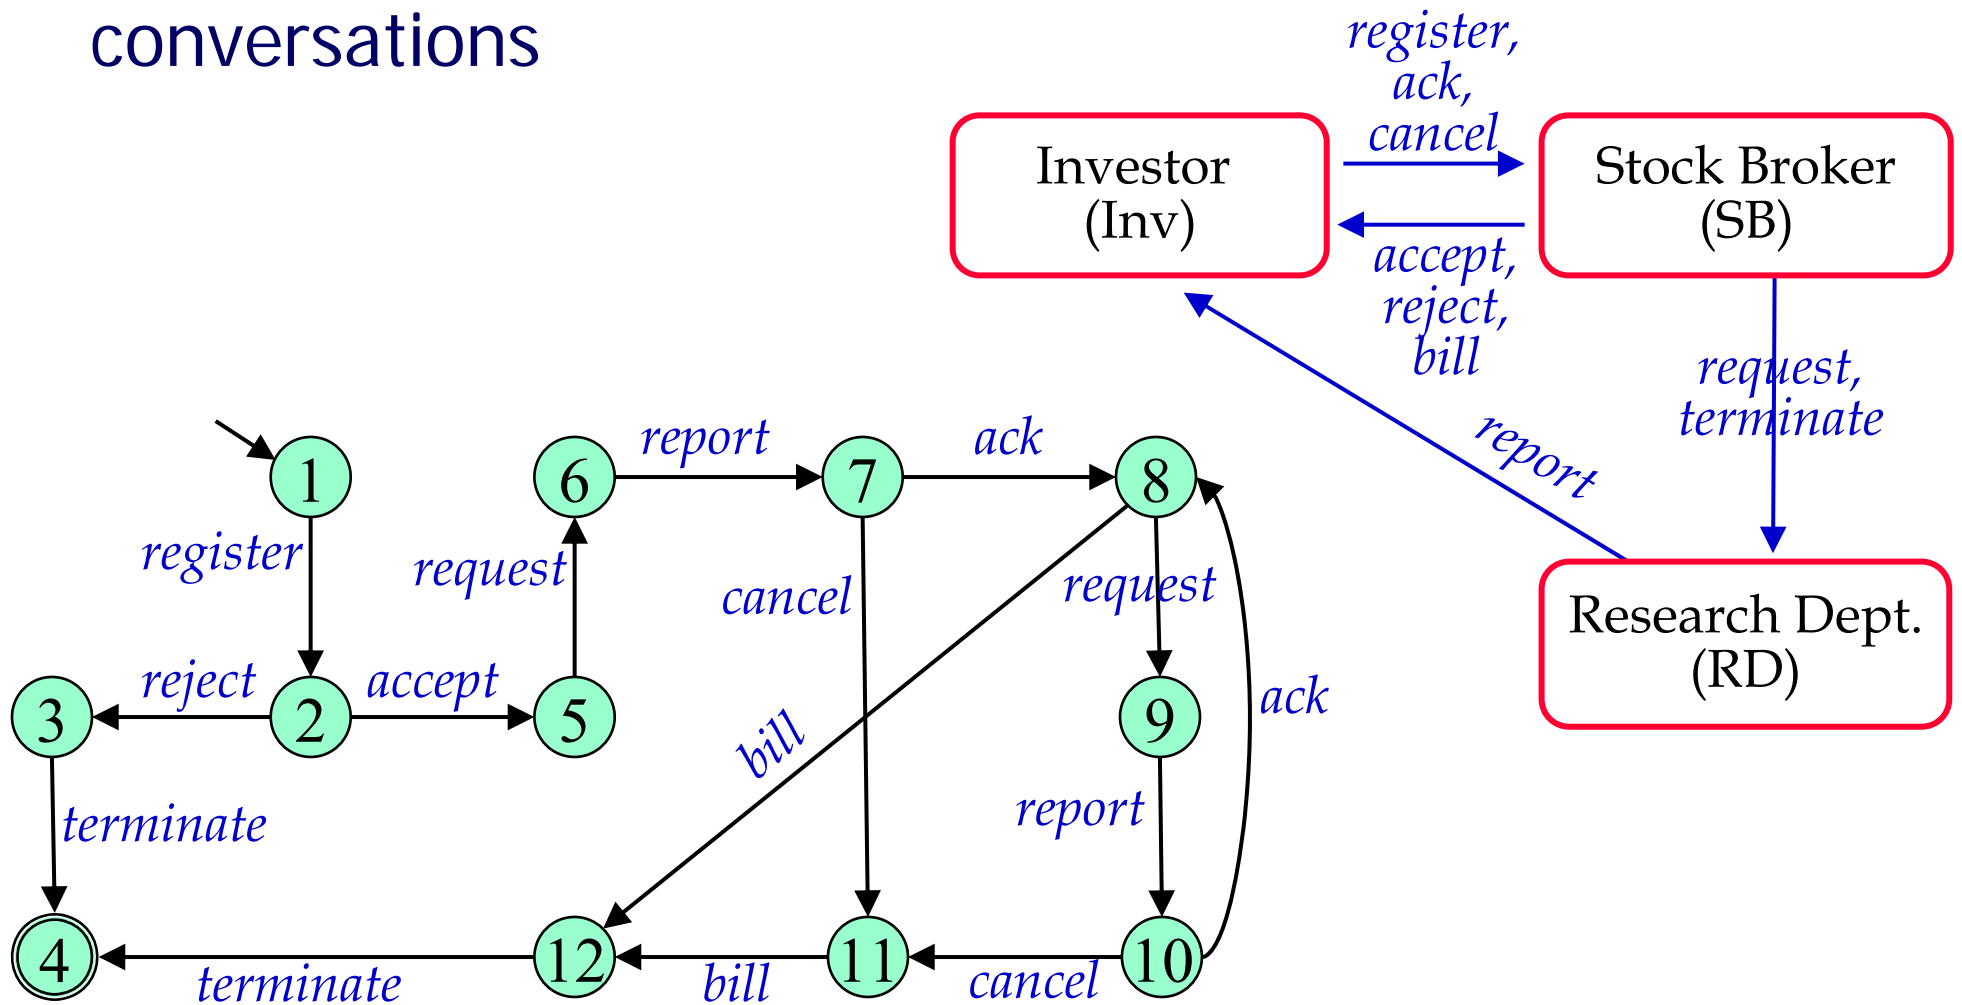 conversations
register,
ack,
cancel
Investor
(Inv)
Stock Broker
(SB)
accept,
reject,
bill
request,
terminate
report
Research Dept.
(RD)
1
6
report
7
ack
8
register
request
cancel
request
3
reject
2
accept
5
bill
9
ack
terminate
report
4
terminate
12
bill
11
cancel
10